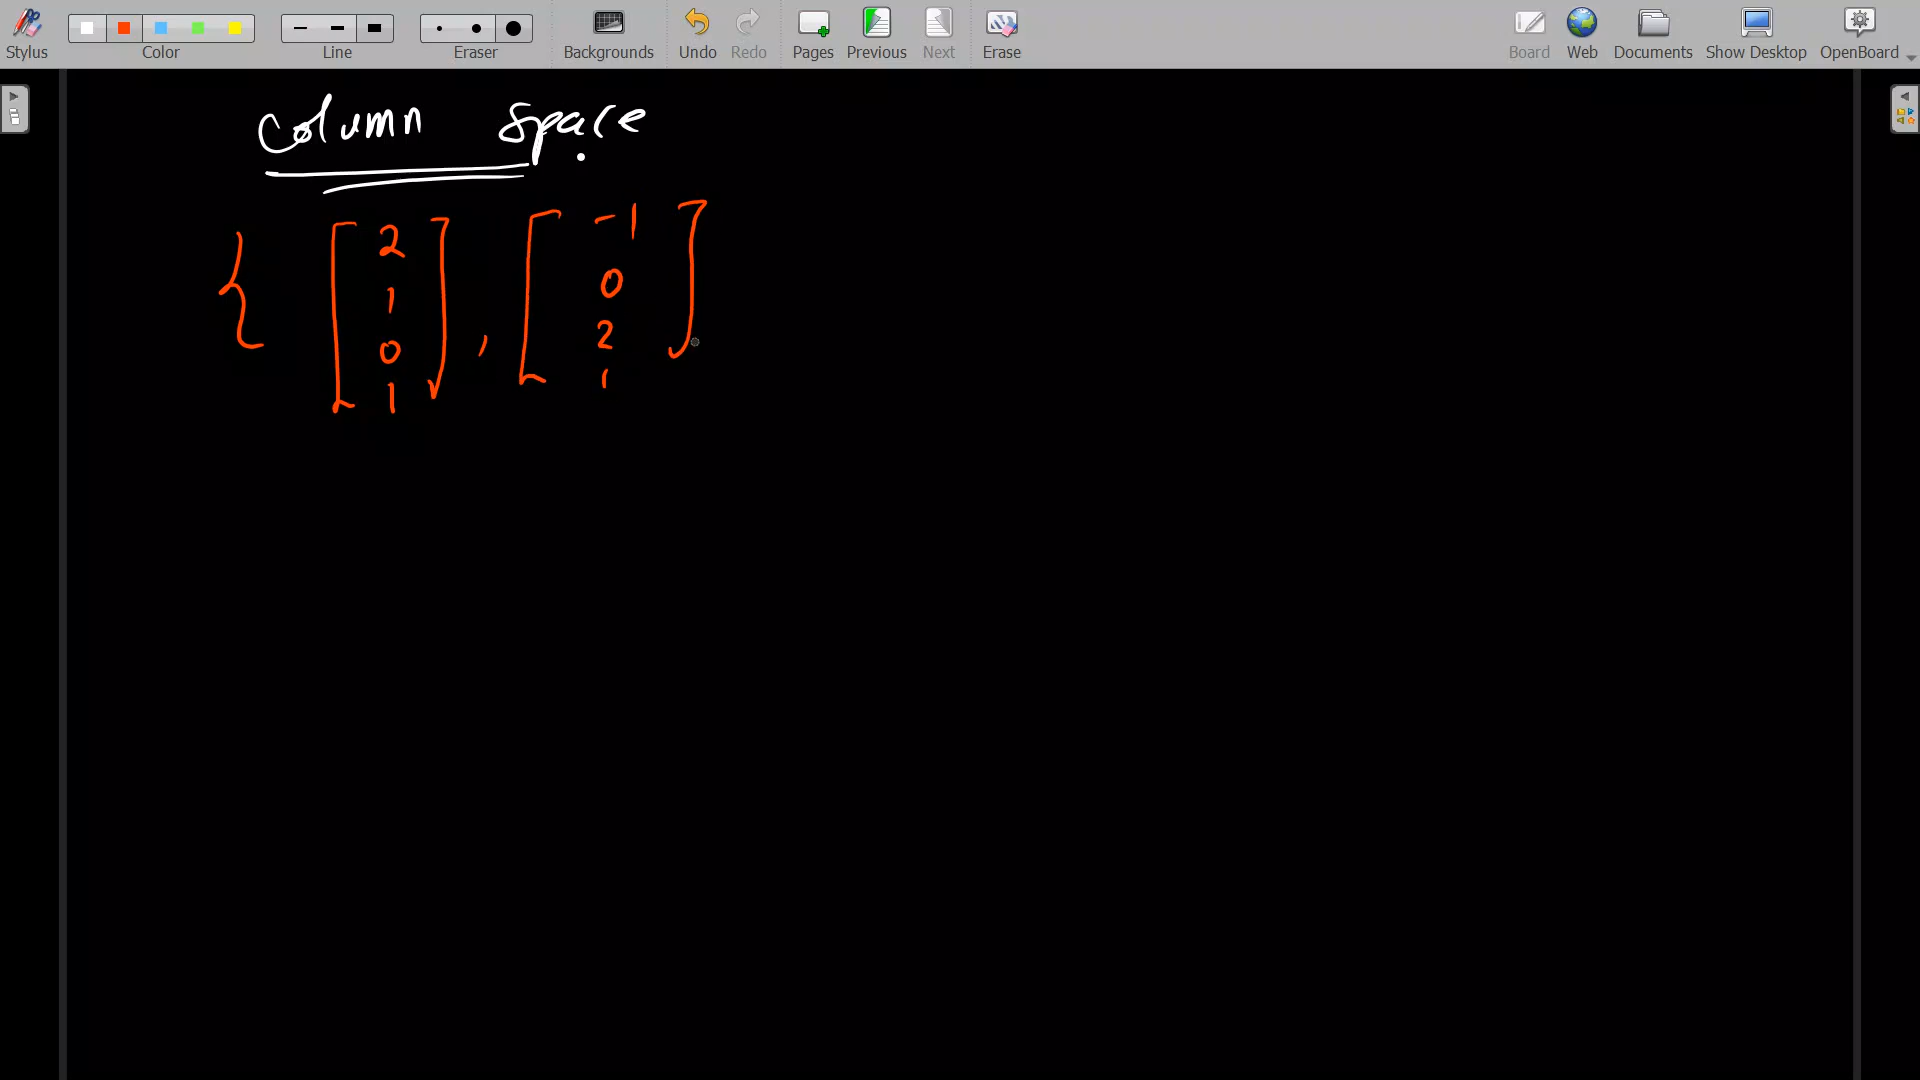 Stylus Color Line Eraser Backgrounds Undo Redo Pages Previous Next Erase Board Web Documents Show Desktop OpenBoard
Column Space
{ [ 2 ] , [ -1 ]
1 0
0 2
1 1